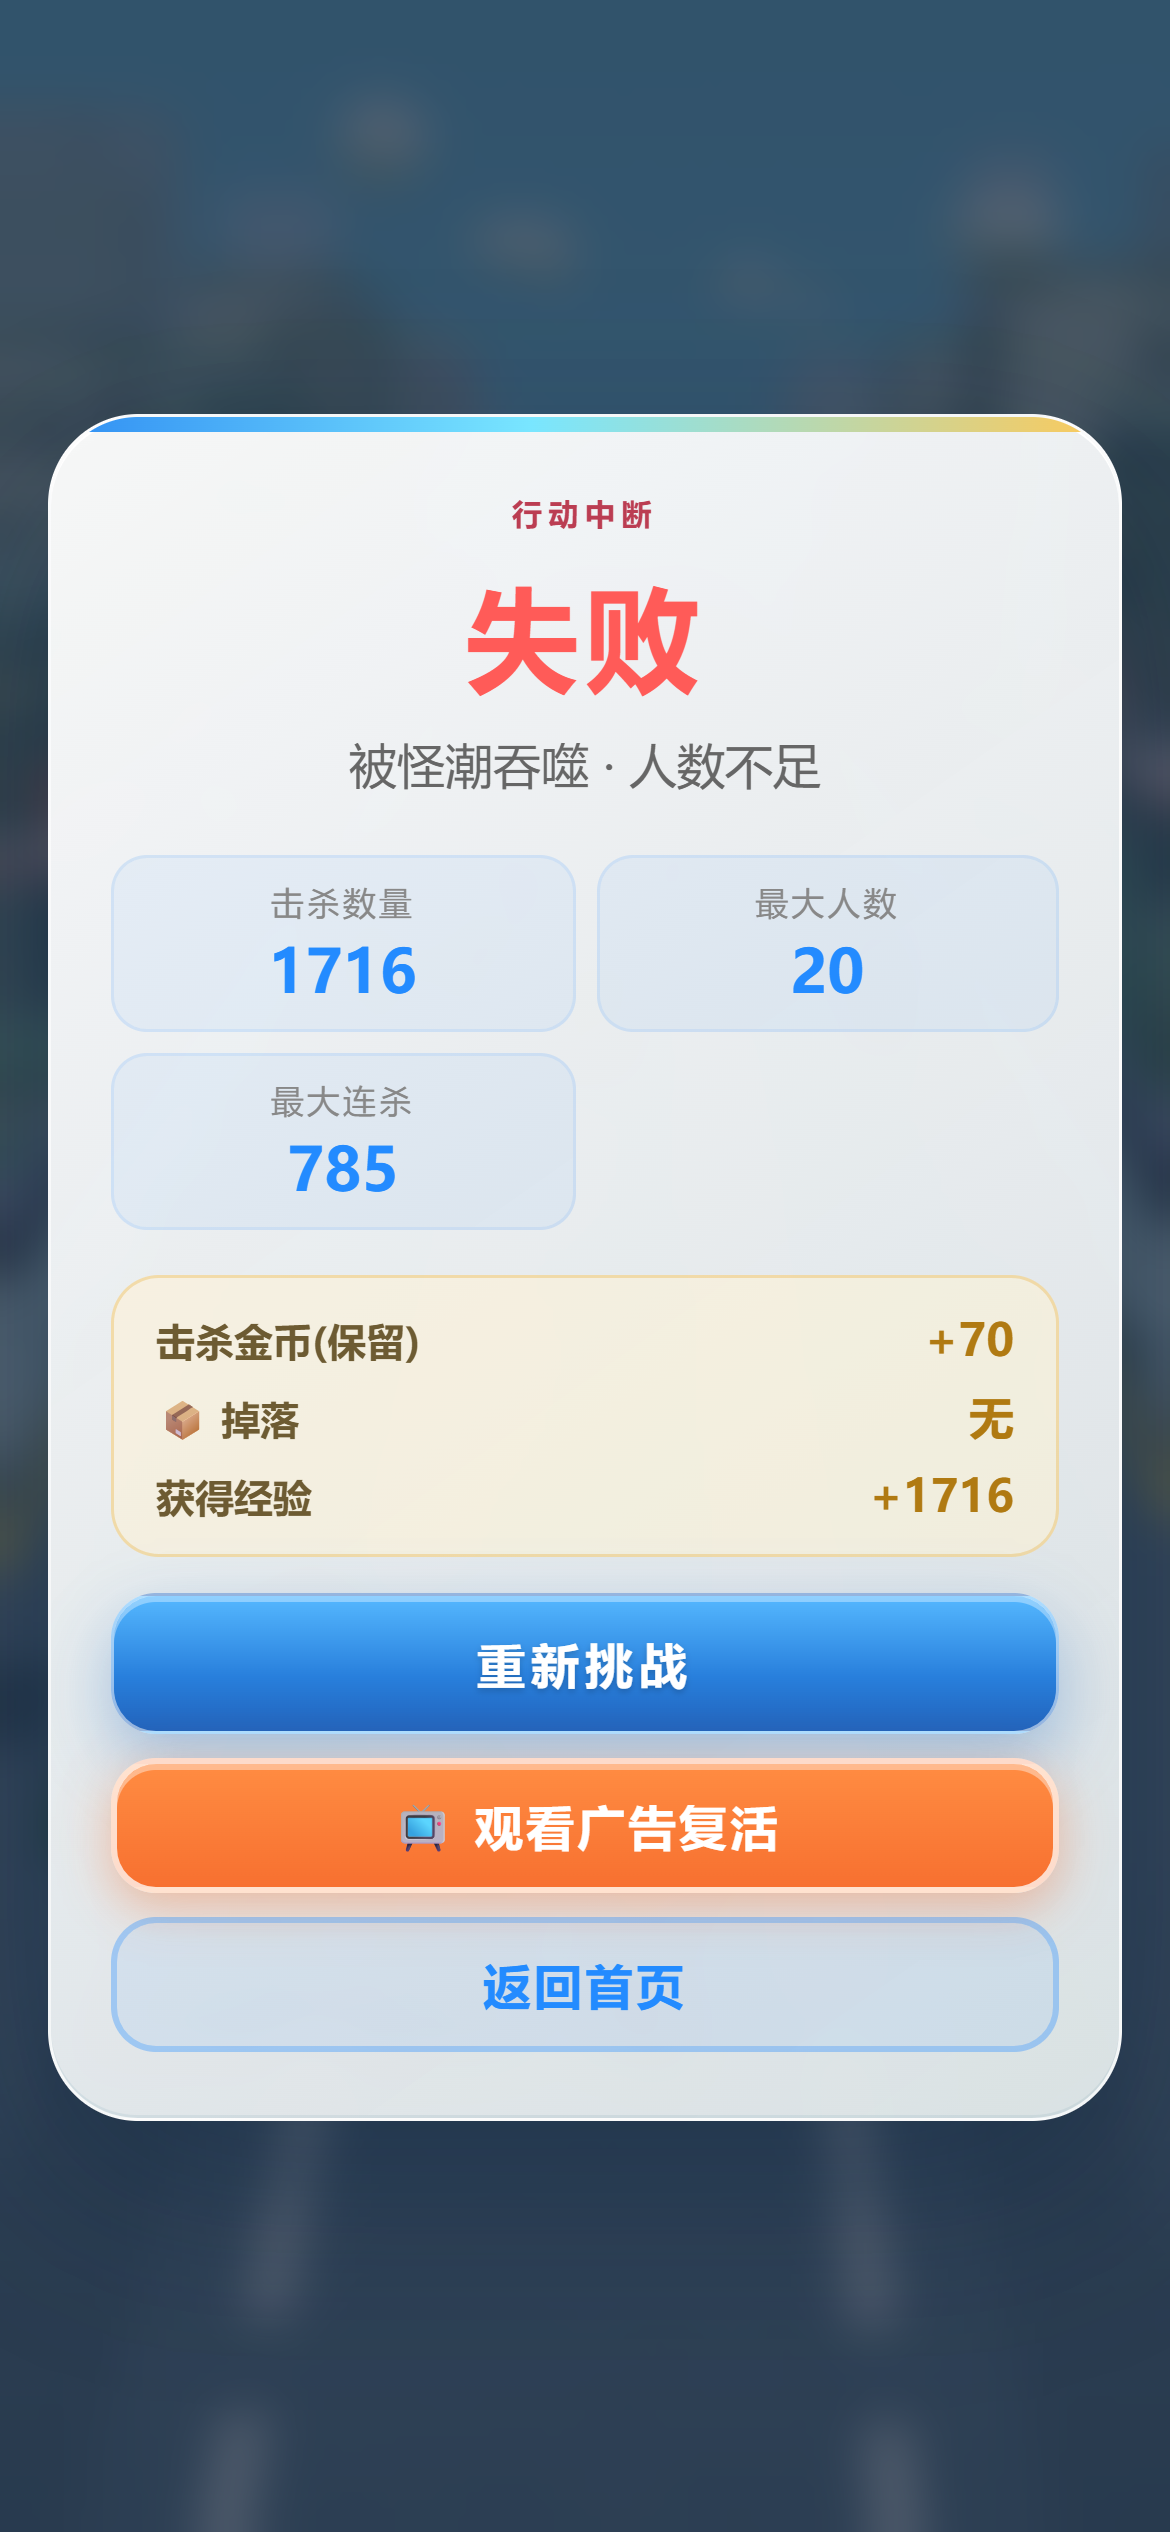 行动中断
失败
被怪潮吞噬 · 人数不足
击杀数量
1716
最大人数
20
最大连杀
785
击杀金币(保留) +70
掉落 无
获得经验 +1716
重新挑战
观看广告复活
返回首页